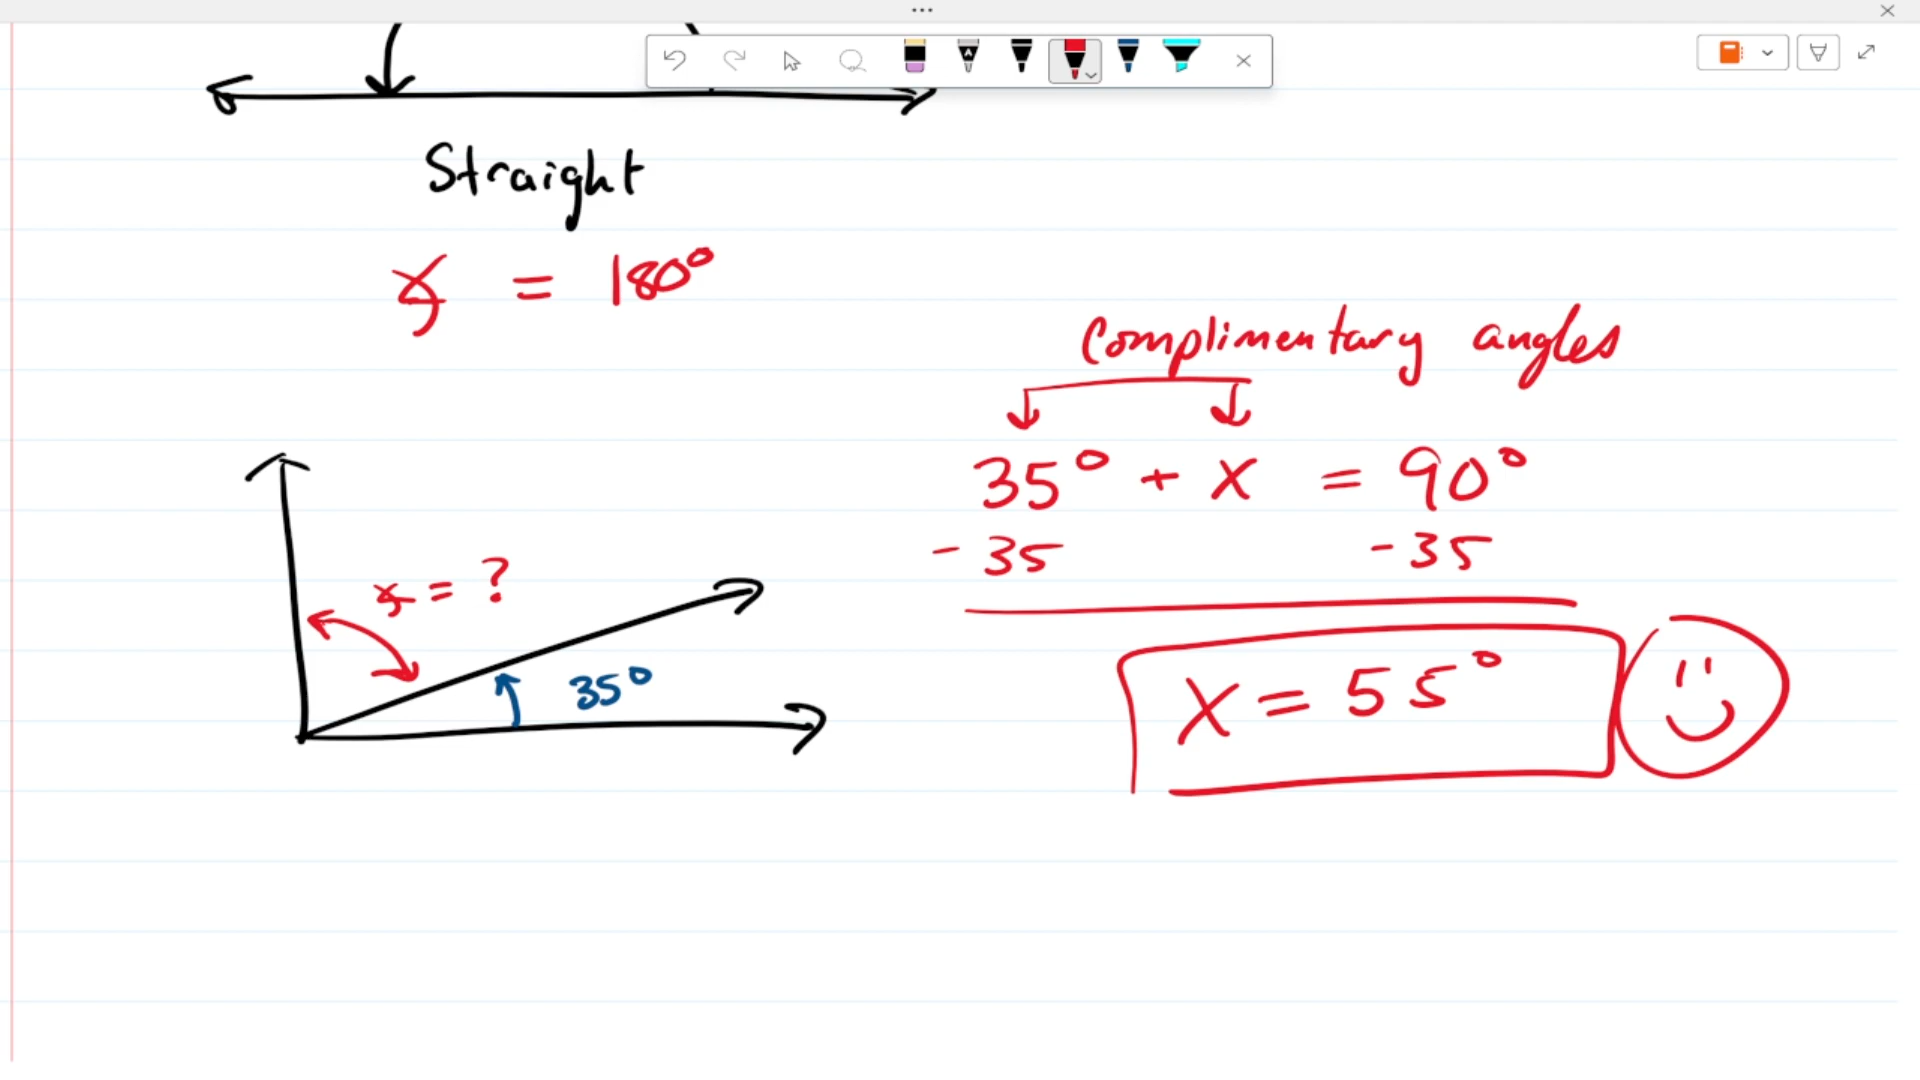 Straight
∡ = 180°
Complimentary angles
35° + x = 90°
- 35 - 35
∡ = ?
35°
x = 55°